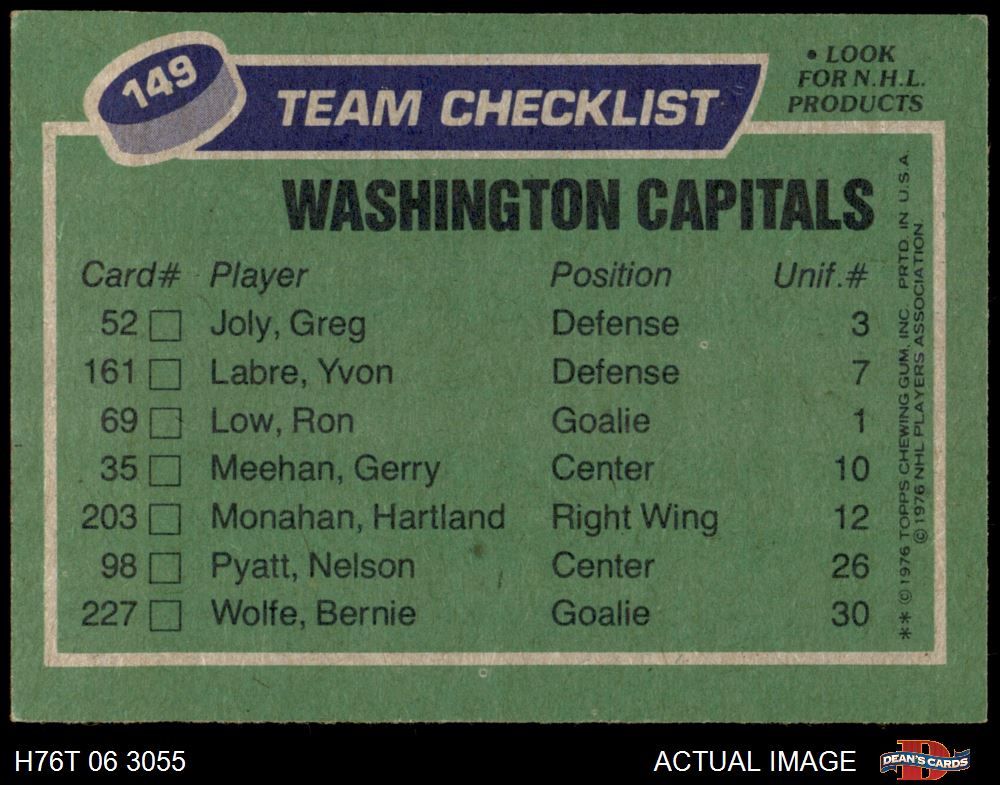 149
TEAM CHECKLIST
• LOOK
FOR N.H.L.
PRODUCTS
WASHINGTON CAPITALS
Card# Player Position Unif.#
52 Joly, Greg Defense 3
161 Labre, Yvon Defense 7
69 Low, Ron Goalie 1
35 Meehan, Gerry Center 10
203 Monahan, Hartland Right Wing 12
98 Pyatt, Nelson Center 26
227 Wolfe, Bernie Goalie 30
** © 1976 TOPPS CHEWING GUM, INC. PRTD. IN U.S.A.
© 1976 NHL PLAYERS ASSOCIATION
H76T 06 3055
ACTUAL IMAGE
DEAN'S CARDS